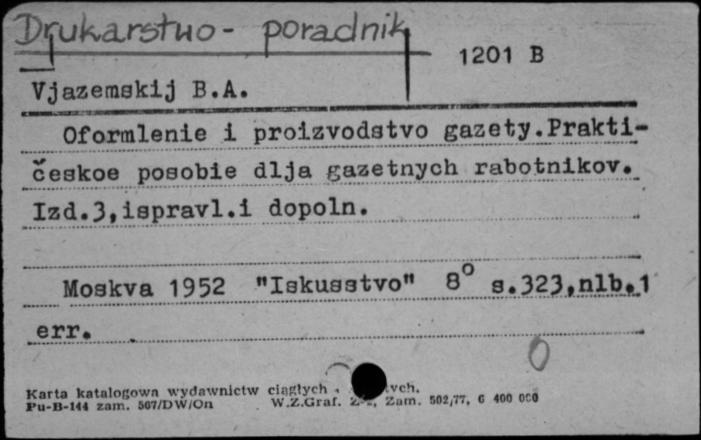 Drukarstwo - poradnik
1201 B
Vjazemskij B.A.
Oformlenie i proizvodstvo gazety.Prakti-
českoe posobie dlja gazetnych rabotnikov.
Izd.3,ispravl.i dopoln.
Moskva 1952 "Iskusstvo" 8° s.323,nlb.1
err.
0
Karta katalogowa wydawnictw ciągłych
Pu-B-144 zam. 507/DW/On W.Z.Graf. Zam. 502/77, 6 400 000